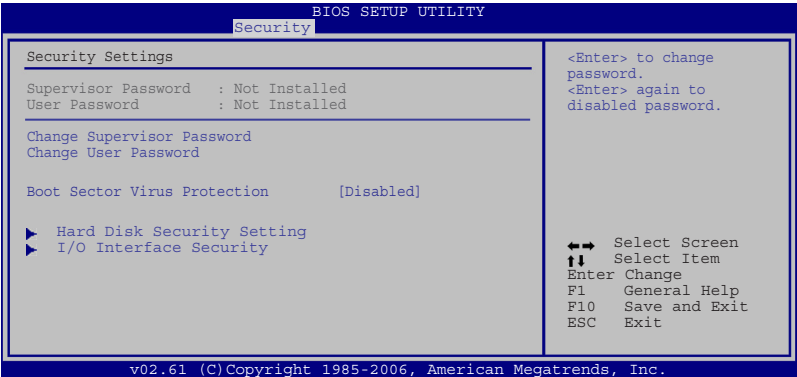 BIOS SETUP UTILITY
Security
Security Settings
Supervisor Password : Not Installed
User Password : Not Installed
Change Supervisor Password
Change User Password
Boot Sector Virus Protection [Disabled]
Hard Disk Security Setting
I/O Interface Security
<Enter> to change
password.
<Enter> again to
disabled password.
Select Screen
Select Item
Enter Change
F1 General Help
F10 Save and Exit
ESC Exit
v02.61 (C)Copyright 1985-2006, American Megatrends, Inc.